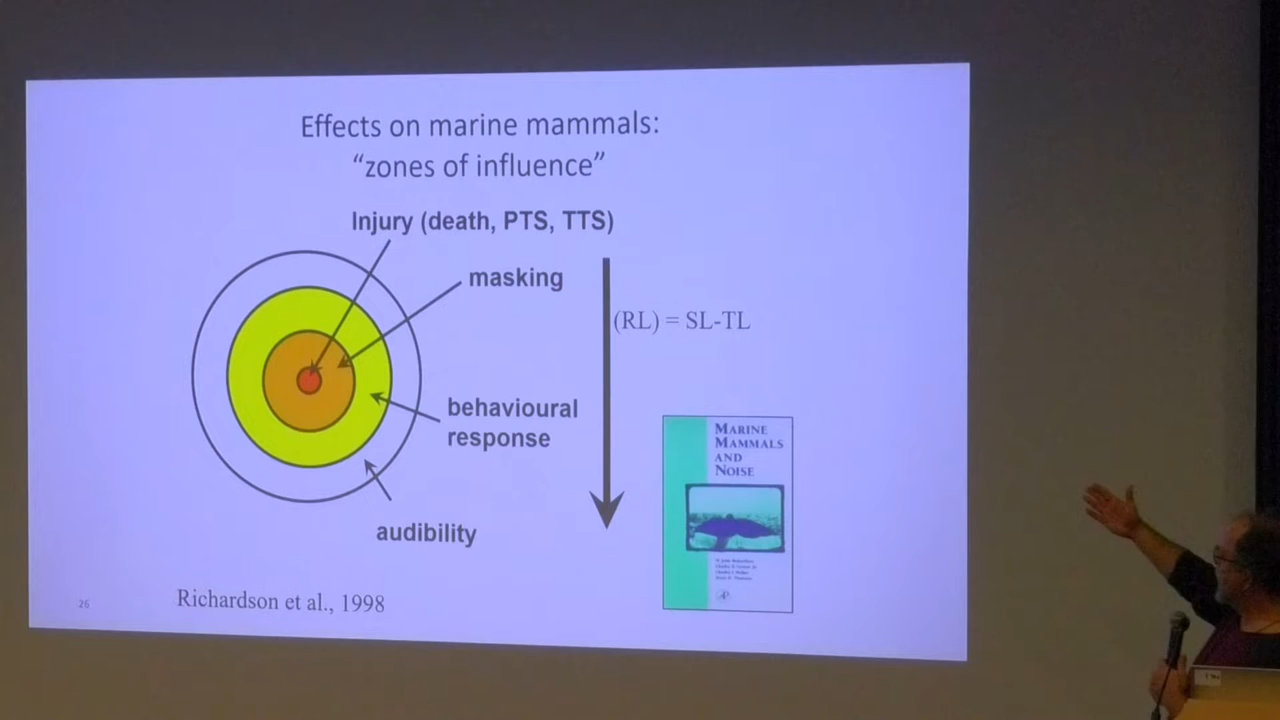 Effects on marine mammals:
“zones of influence”
Injury (death, PTS, TTS)
masking
(RL) = SL-TL
behavioural
response
audibility
MARINE
MAMMALS
AND
NOISE
26
Richardson et al., 1998